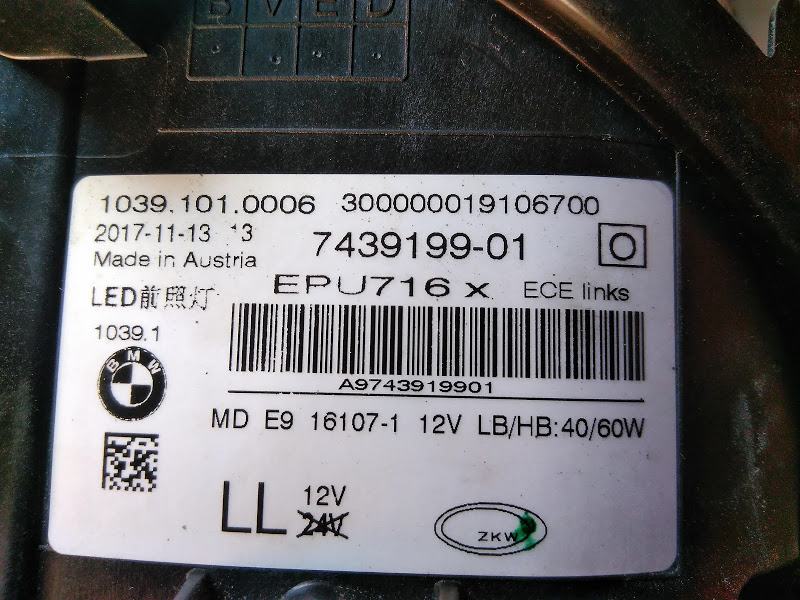 B V E D
1039.101.0006 300000019106700
2017-11-13 13 7439199-01 O
Made in Austria
EPU716 X ECE links
LED前照灯
1039.1
BMW
A9743919901
MD E9 16107-1 12V LB/HB:40/60W
LL 12V
24V
ZKW